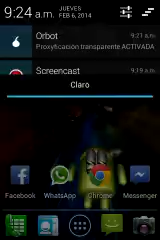 9:24 a.m. JUEVES
FEB 6, 2014
Orbot 9:21 a.m.
Proxyficación transparente ACTIVADA
Screencast 9:19 a.m.
Claro
Facebook WhatsApp Chrome Messenger